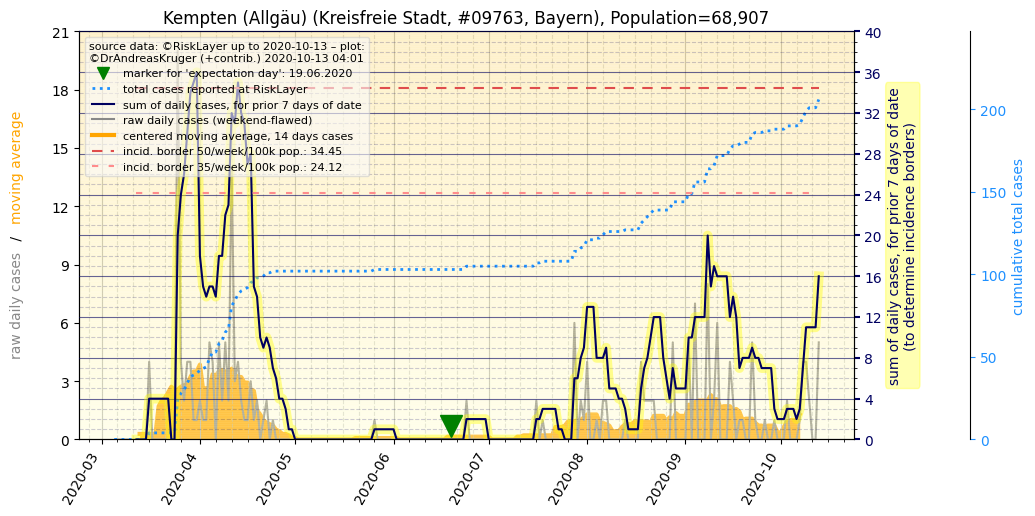 Kempten (Allgäu) (Kreisfreie Stadt, #09763, Bayern), Population=68,907
source data: ©RiskLayer up to 2020-10-13 – plot:
©DrAndreasKruger (+contrib.) 2020-10-13 04:01
marker for 'expectation day': 19.06.2020
total cases reported at RiskLayer
sum of daily cases, for prior 7 days of date
raw daily cases (weekend-flawed)
centered moving average, 14 days cases
incid. border 50/week/100k pop.: 34.45
incid. border 35/week/100k pop.: 24.12
raw daily cases / moving average
21
18
15
12
9
6
3
0
40
36
32
28
24
20
16
12
8
4
0
sum of daily cases, for prior 7 days of date
(to determine incidence borders)
200
150
100
50
0
cumulative total cases
2020-03
2020-04
2020-05
2020-06
2020-07
2020-08
2020-09
2020-10